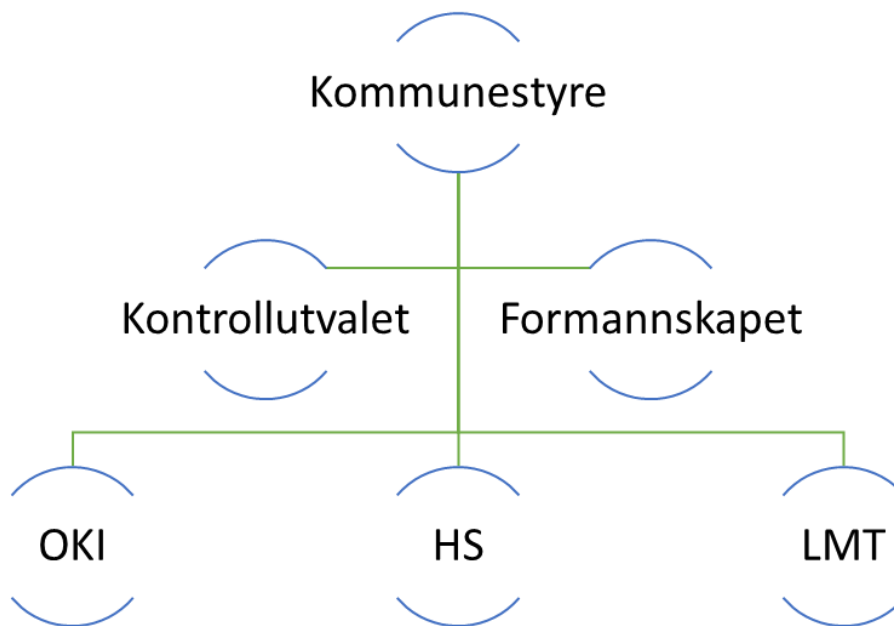 Kommunestyre
Kontrollutvalet
Formannskapet
OKI
HS
LMT